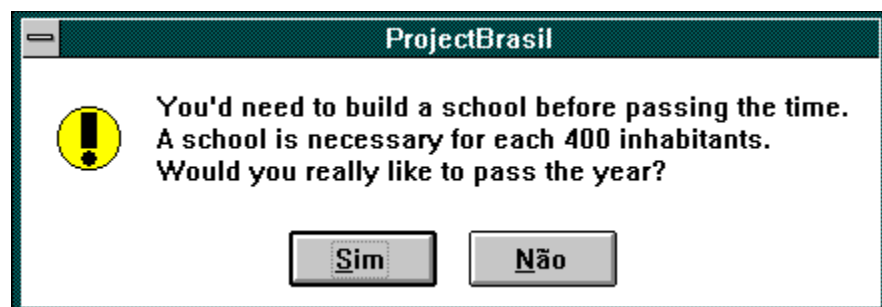 ProjectBrasil
You'd need to build a school before passing the time.
A school is necessary for each 400 inhabitants.
Would you really like to pass the year?
Sim Não